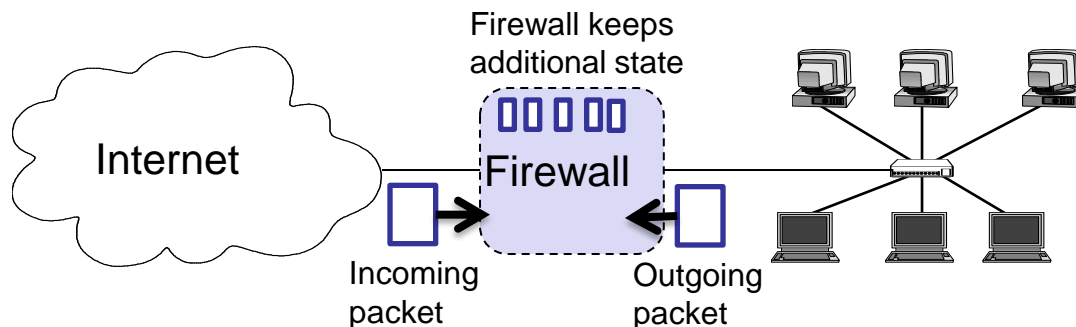 Firewall keeps
additional state
Internet
Firewall
Incoming
packet
Outgoing
packet